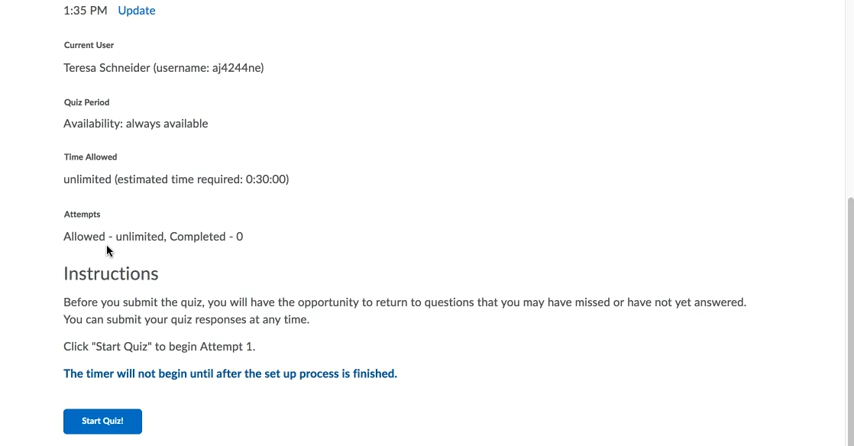 1:35 PM Update
Current User
Teresa Schneider (username: aj4244ne)
Quiz Period
Availability: always available
Time Allowed
unlimited (estimated time required: 0:30:00)
Attempts
Allowed - unlimited, Completed - 0
Instructions
Before you submit the quiz, you will have the opportunity to return to questions that you may have missed or have not yet answered.
You can submit your quiz responses at any time.
Click "Start Quiz" to begin Attempt 1.
The timer will not begin until after the set up process is finished.
Start Quiz!